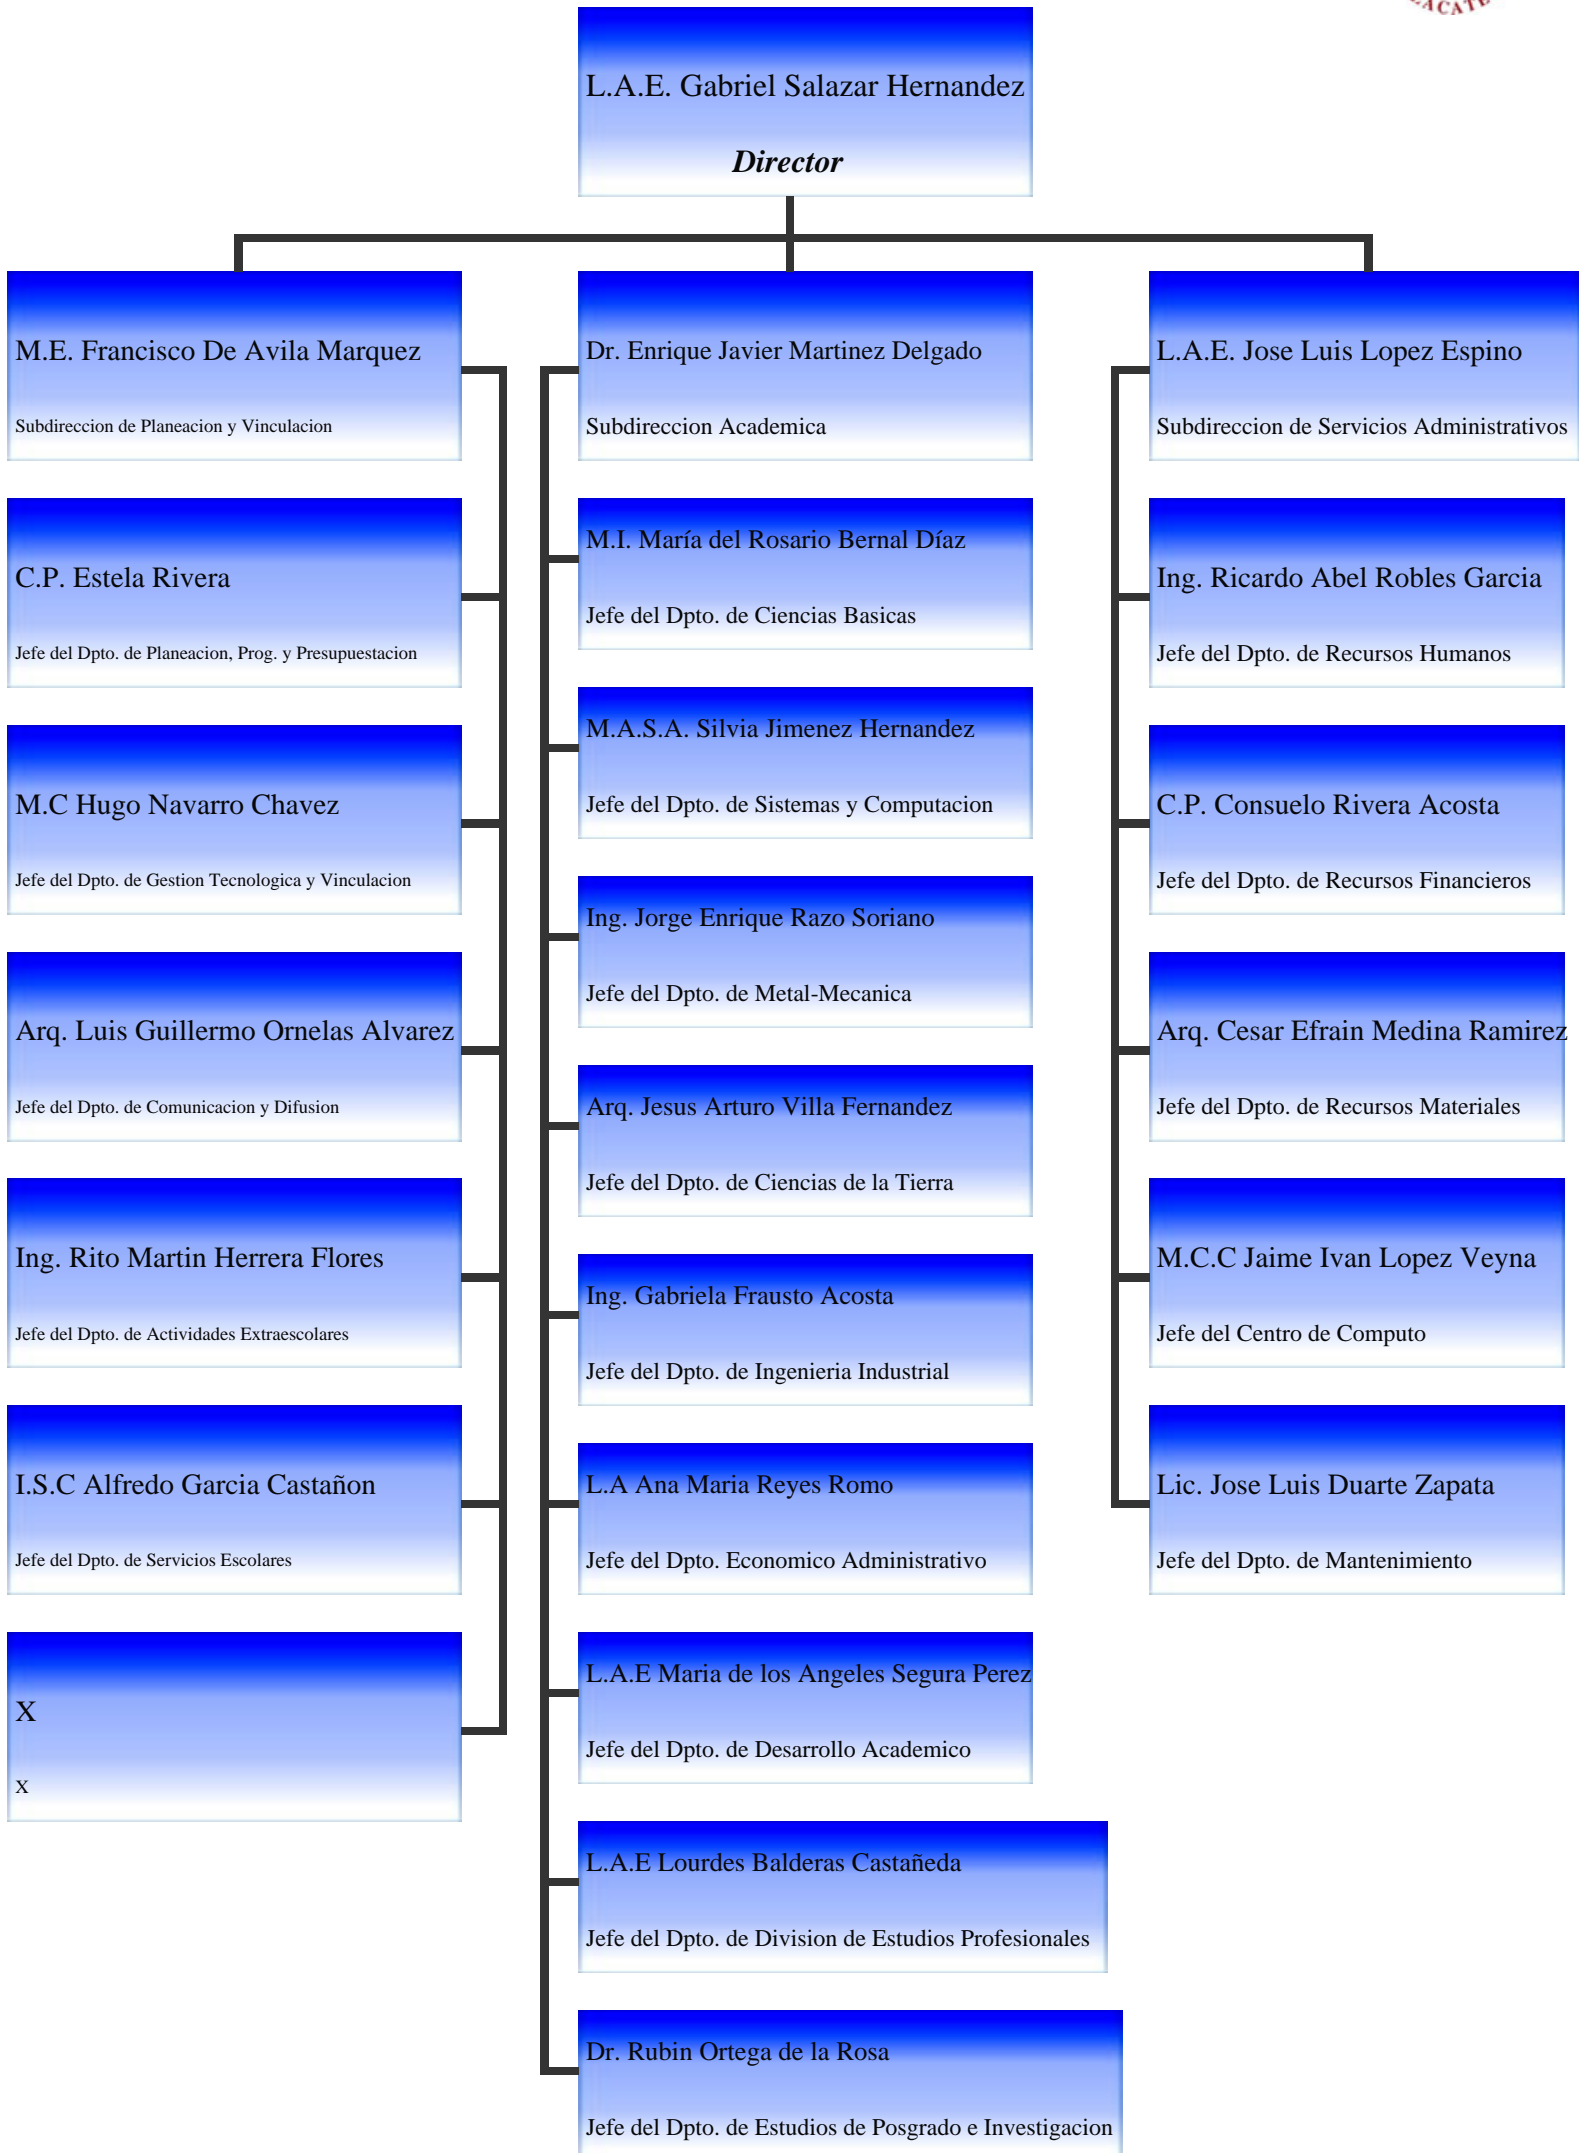 L.A.E. Gabriel Salazar Hernandez
Director
M.E. Francisco De Avila Marquez
Subdireccion de Planeacion y Vinculacion
C.P. Estela Rivera
Jefe del Dpto. de Planeacion, Prog. y Presupuestacion
M.C Hugo Navarro Chavez
Jefe del Dpto. de Gestion Tecnologica y Vinculacion
Arq. Luis Guillermo Ornelas Alvarez
Jefe del Dpto. de Comunicacion y Difusion
Ing. Rito Martin Herrera Flores
Jefe del Dpto. de Actividades Extraescolares
I.S.C Alfredo Garcia Castañon
Jefe del Dpto. de Servicios Escolares
X
X
Dr. Enrique Javier Martinez Delgado
Subdireccion Academica
M.I. María del Rosario Bernal Díaz
Jefe del Dpto. de Ciencias Basicas
M.A.S.A. Silvia Jimenez Hernandez
Jefe del Dpto. de Sistemas y Computacion
Ing. Jorge Enrique Razo Soriano
Jefe del Dpto. de Metal-Mecanica
Arq. Jesus Arturo Villa Fernandez
Jefe del Dpto. de Ciencias de la Tierra
Ing. Gabriela Frausto Acosta
Jefe del Dpto. de Ingenieria Industrial
L.A Ana Maria Reyes Romo
Jefe del Dpto. Economico Administrativo
L.A.E Maria de los Angeles Segura Perez
Jefe del Dpto. de Desarrollo Academico
L.A.E Lourdes Balderas Castañeda
Jefe del Dpto. de Division de Estudios Profesionales
Dr. Rubin Ortega de la Rosa
Jefe del Dpto. de Estudios de Posgrado e Investigacion
L.A.E. Jose Luis Lopez Espino
Subdireccion de Servicios Administrativos
Ing. Ricardo Abel Robles Garcia
Jefe del Dpto. de Recursos Humanos
C.P. Consuelo Rivera Acosta
Jefe del Dpto. de Recursos Financieros
Arq. Cesar Efrain Medina Ramirez
Jefe del Dpto. de Recursos Materiales
M.C.C Jaime Ivan Lopez Veyna
Jefe del Centro de Computo
Lic. Jose Luis Duarte Zapata
Jefe del Dpto. de Mantenimiento